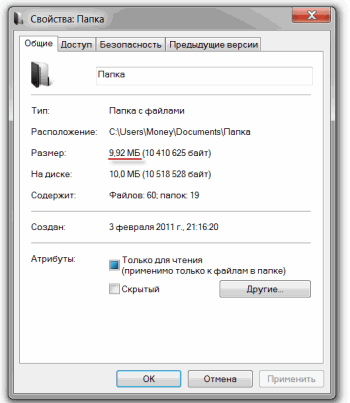 Свойства: Папка
Общие Доступ Безопасность Предыдущие версии
Папка
Тип: Папка с файлами
Расположение: C:\Users\Money\Documents\Папка
Размер: 9,92 МБ (10 410 625 байт)
На диске: 10,0 МБ (10 518 528 байт)
Содержит: Файлов: 60; папок: 19
Создан: 3 февраля 2011 г., 21:16:20
Атрибуты: Только для чтения
(применимо только к файлам в папке)
Скрытый Другие...
ОК Отмена Применить